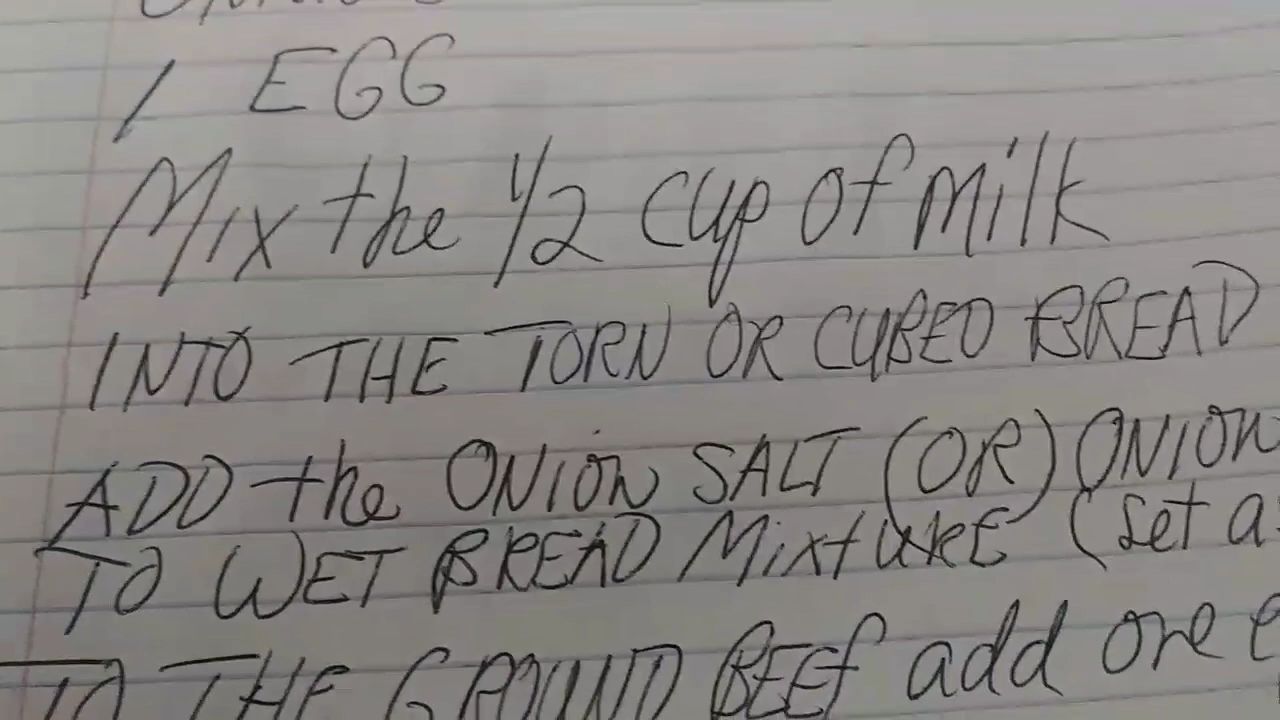 1 EGG
Mix the 1/2 cup of milk
INTO THE TORN OR CUBED BREAD
ADD the ONION SALT (OR) ONION
TO WET BREAD MixtuRE (set a
TO THE GROUND BEEf add one